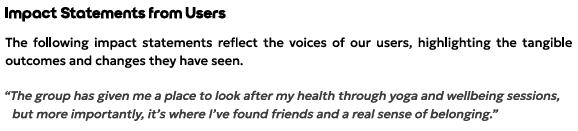 Impact Statements from Users
The following impact statements reflect the voices of our users, highlighting the tangible
outcomes and changes they have seen.
“The group has given me a place to look after my health through yoga and wellbeing sessions,
but more importantly, it’s where I’ve found friends and a real sense of belonging.”